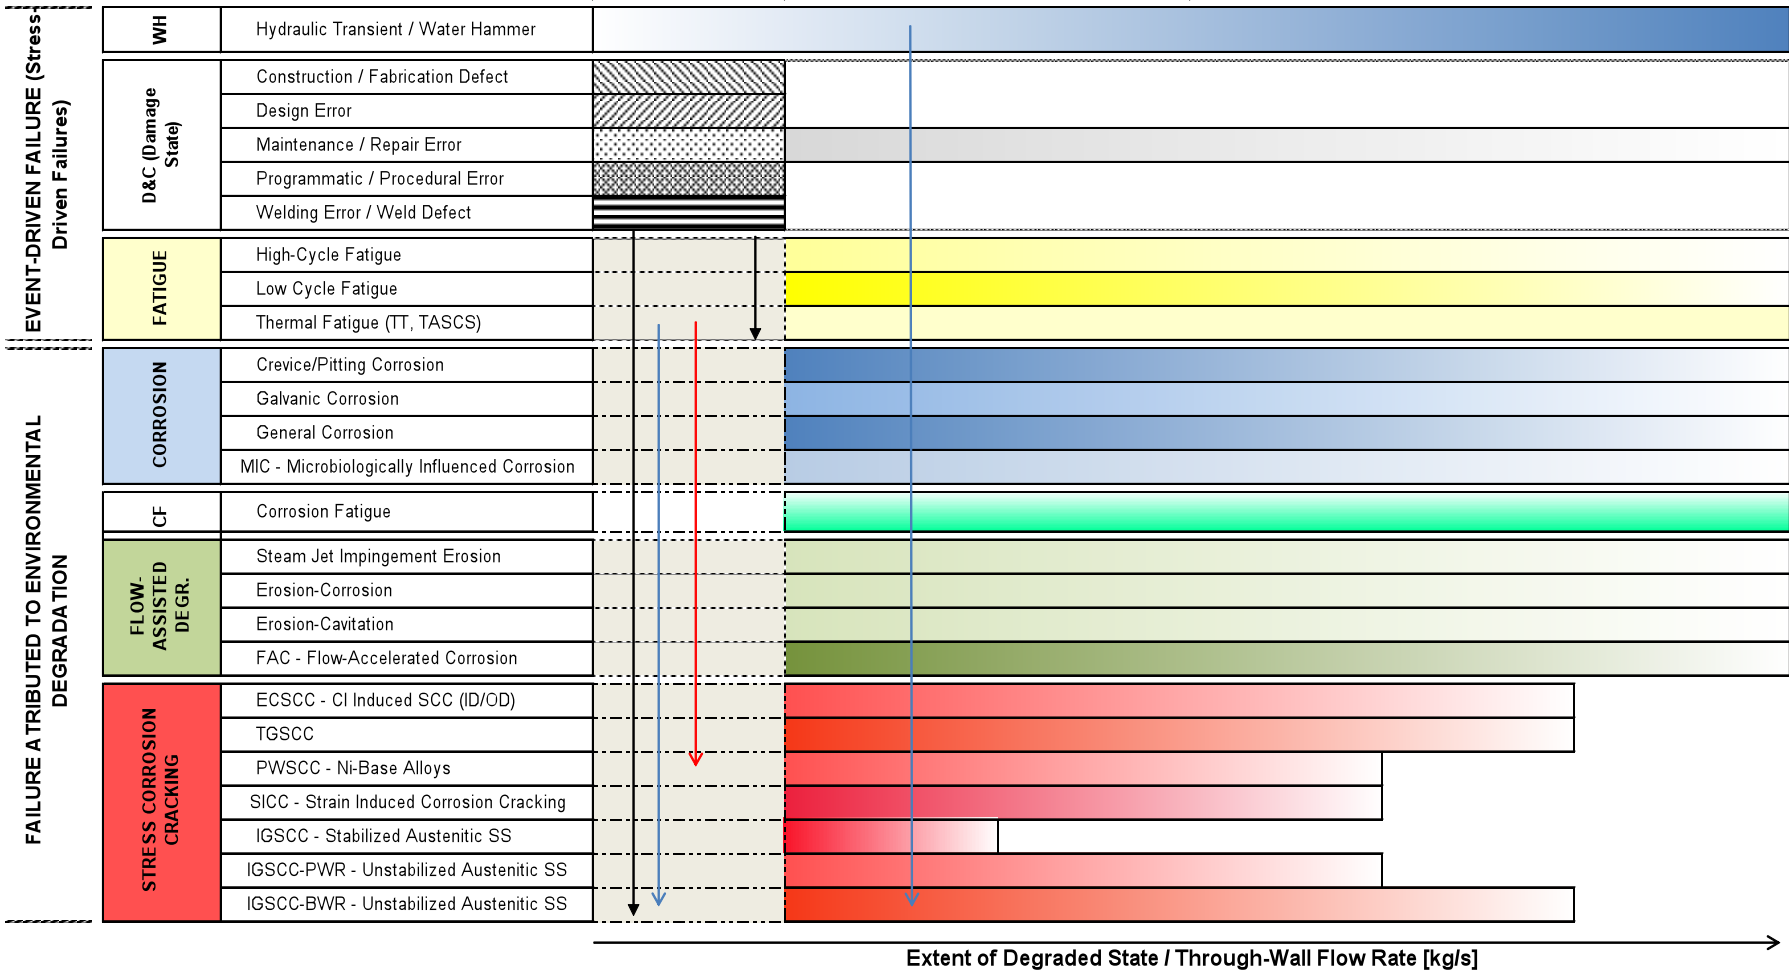 EVENT-DRIVEN FAILURE (Stress-
Driven Failures)
WH
Hydraulic Transient / Water Hammer
D&C (Damage
State)
Construction / Fabrication Defect
Design Error
Maintenance / Repair Error
Programmatic / Procedural Error
Welding Error / Weld Defect
FATIGUE
High-Cycle Fatigue
Low Cycle Fatigue
Thermal Fatigue (TT, TASCS)
FAILURE ATRIBUTED TO ENVIRONMENTAL
DEGRADATION
CORROSION
Crevice/Pitting Corrosion
Galvanic Corrosion
General Corrosion
MIC - Microbiologically Influenced Corrosion
CF
Corrosion Fatigue
FLOW-
ASSISTED
DEGR.
Steam Jet Impingement Erosion
Erosion-Corrosion
Erosion-Cavitation
FAC - Flow-Accelerated Corrosion
STRESS CORROSION
CRACKING
ECSCC - Cl Induced SCC (ID/OD)
TGSCC
PWSCC - Ni-Base Alloys
SICC - Strain Induced Corrosion Cracking
IGSCC - Stabilized Austenitic SS
IGSCC-PWR - Unstabilized Austenitic SS
IGSCC-BWR - Unstabilized Austenitic SS
Extent of Degraded State / Through-Wall Flow Rate [kg/s]